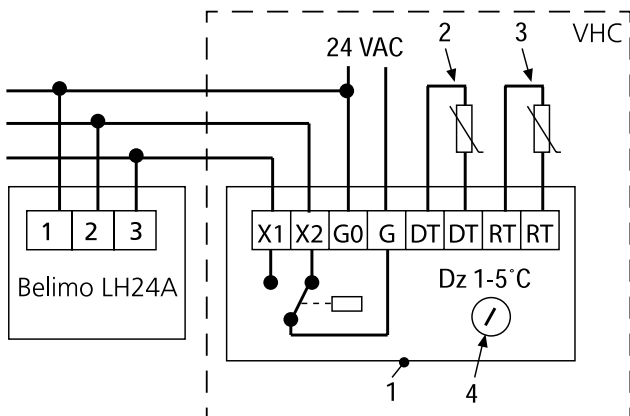 2
3
VHC
24 VAC
1 2 3
X1 X2 G0 G DT DT RT RT
Belimo LH24A
Dz 1-5°C
1
4